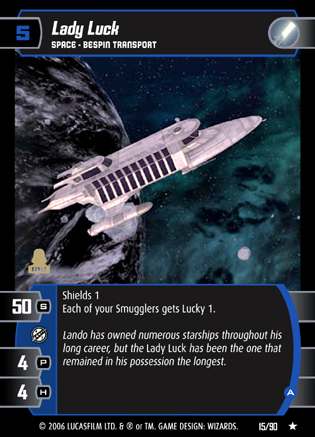 5
Lady Luck
SPACE - BESPIN TRANSPORT
50 S
Shields 1
Each of your Smugglers gets Lucky 1.
Lando has owned numerous starships throughout his
long career, but the Lady Luck has been the one that
remained in his possession the longest.
4 P
4 H
A
© 2006 LUCASFILM LTD. & ® or TM. GAME DESIGN: WIZARDS. 15/90 ★